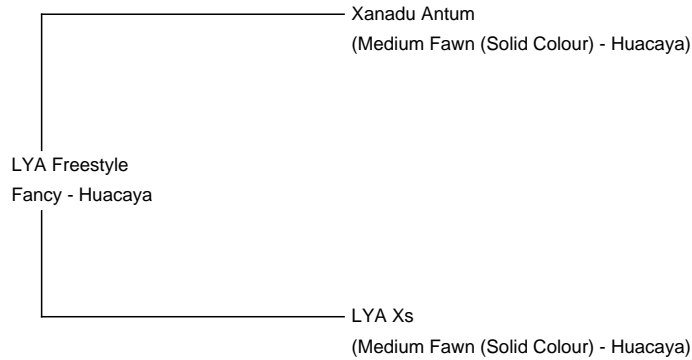 Xanadu Antum
(Medium Fawn (Solid Colour) - Huacaya)
LYA Freestyle
Fancy - Huacaya
LYA Xs
(Medium Fawn (Solid Colour) - Huacaya)